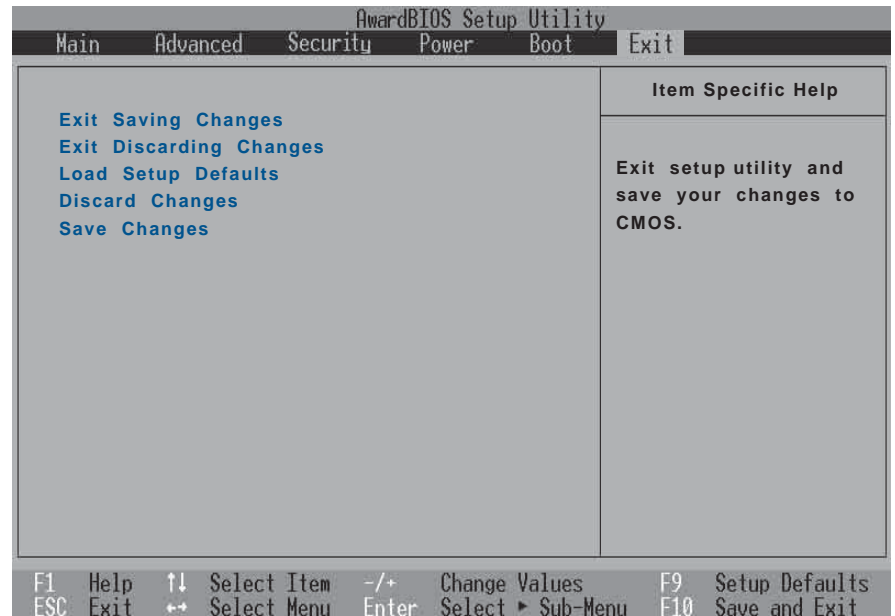 AwardBIOS Setup Utility
Main Advanced Security Power Boot Exit
Item Specific Help
Exit Saving Changes
Exit Discarding Changes
Load Setup Defaults
Discard Changes
Save Changes
Exit setup utility and
save your changes to
CMOS.
F1 Help ↑↓ Select Item -/+ Change Values F9 Setup Defaults
ESC Exit ←→ Select Menu Enter Select ► Sub-Menu F10 Save and Exit